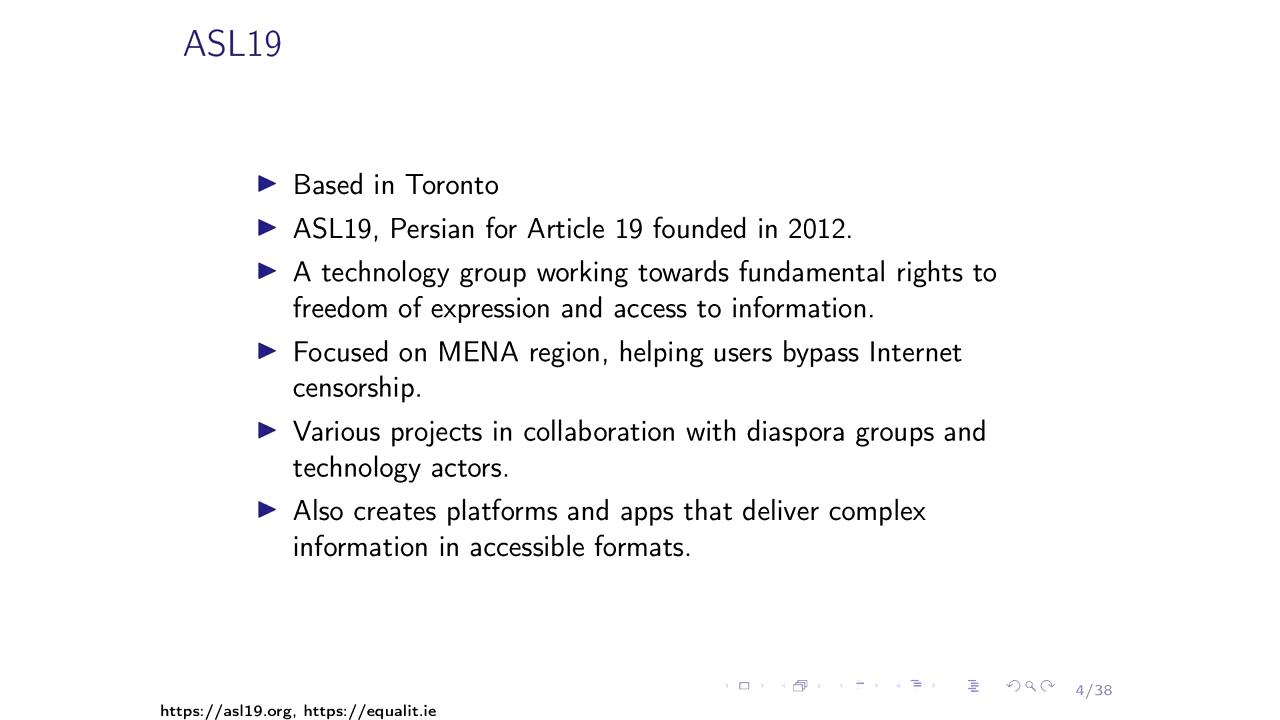 ASL19
Based in Toronto
ASL19, Persian for Article 19 founded in 2012.
A technology group working towards fundamental rights to
freedom of expression and access to information.
Focused on MENA region, helping users bypass Internet
censorship.
Various projects in collaboration with diaspora groups and
technology actors.
Also creates platforms and apps that deliver complex
information in accessible formats.
4/38
https://asl19.org, https://equalit.ie